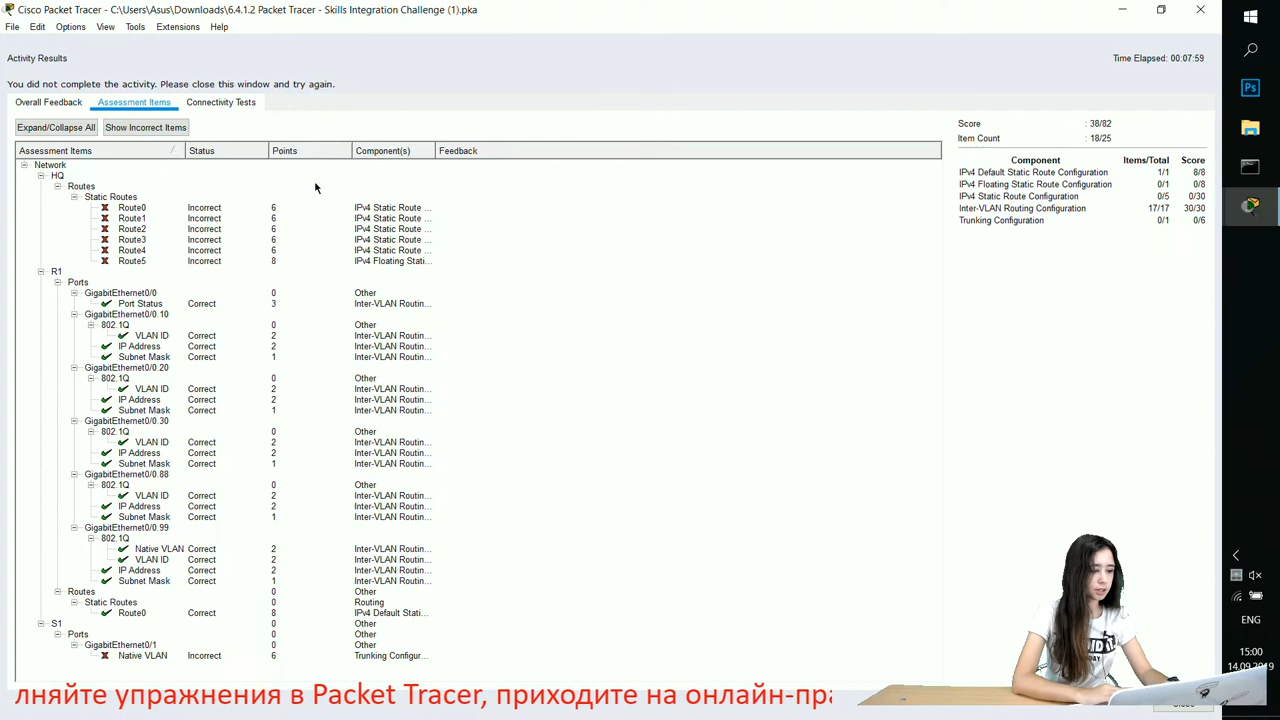 Cisco Packet Tracer - C:\Users\Asus\Downloads\6.4.1.2 Packet Tracer - Skills Integration Challenge (1).pka
File Edit Options View Tools Extensions Help
Activity Results
Time Elapsed: 00:07:59
You did not complete the activity. Please close this window and try again.
Overall Feedback Assessment Items Connectivity Tests
Expand/Collapse All Show Incorrect Items
Assessment Items Status Points Component(s) Feedback
Network
HQ
Routes
Static Routes
Route0 Incorrect 6 IPv4 Static Route ...
Route1 Incorrect 6 IPv4 Static Route ...
Route2 Incorrect 6 IPv4 Static Route ...
Route3 Incorrect 6 IPv4 Static Route ...
Route4 Incorrect 6 IPv4 Static Route ...
Route5 Incorrect 8 IPv4 Floating Stati...
R1
Ports
GigabitEthernet0/0 0 Other
Port Status Correct 3 Inter-VLAN Routin...
GigabitEthernet0/0.10 0 Other
802.1Q 0 Other
VLAN ID Correct 2 Inter-VLAN Routin...
IP Address Correct 2 Inter-VLAN Routin...
Subnet Mask Correct 1 Inter-VLAN Routin...
GigabitEthernet0/0.20 0 Other
802.1Q 0 Other
VLAN ID Correct 2 Inter-VLAN Routin...
IP Address Correct 2 Inter-VLAN Routin...
Subnet Mask Correct 1 Inter-VLAN Routin...
GigabitEthernet0/0.30 0 Other
802.1Q 0 Other
VLAN ID Correct 2 Inter-VLAN Routin...
IP Address Correct 2 Inter-VLAN Routin...
Subnet Mask Correct 1 Inter-VLAN Routin...
GigabitEthernet0/0.88 0 Other
802.1Q 0 Other
VLAN ID Correct 2 Inter-VLAN Routin...
IP Address Correct 2 Inter-VLAN Routin...
Subnet Mask Correct 1 Inter-VLAN Routin...
GigabitEthernet0/0.99 0 Other
802.1Q 0 Other
Native VLAN Correct 2 Inter-VLAN Routin...
VLAN ID Correct 2 Inter-VLAN Routin...
IP Address Correct 2 Inter-VLAN Routin...
Subnet Mask Correct 1 Inter-VLAN Routin...
Routes 0 Other
Static Routes 0 Routing
Route0 Correct 8 IPv4 Default Stati...
S1 0 Other
Ports 0 Other
GigabitEthernet0/1 0 Other
Native VLAN Incorrect 6 Trunking Configur...
Score : 38/82
Item Count : 18/25
Component Items/Total Score
IPv4 Default Static Route Configuration 1/1 8/8
IPv4 Floating Static Route Configuration 0/1 0/8
IPv4 Static Route Configuration 0/5 0/30
Inter-VLAN Routing Configuration 17/17 30/30
Trunking Configuration 0/1 0/6
Ps
ENG
15:00
14.09
лняйте упражнения в Packet Tracer, приходите на онлайн-пра